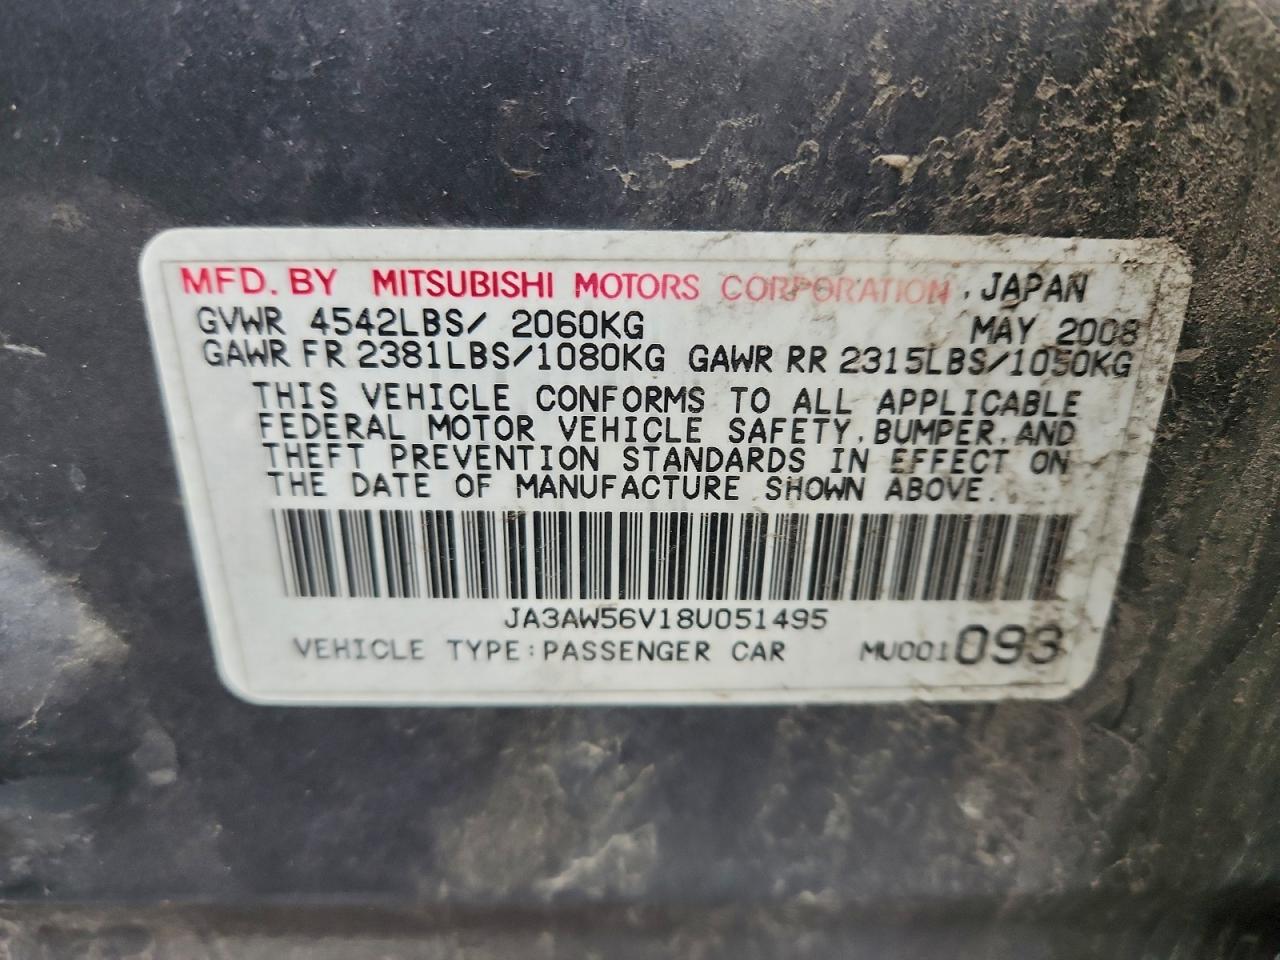 MFD. BY MITSUBISHI MOTORS CORPORATION, JAPAN
GVWR 4542LBS/ 2060KG MAY 2008
GAWR FR 2381LBS/1080KG GAWR RR 2315LBS/1050KG
THIS VEHICLE CONFORMS TO ALL APPLICABLE
FEDERAL MOTOR VEHICLE SAFETY, BUMPER, AND
THEFT PREVENTION STANDARDS IN EFFECT ON
THE DATE OF MANUFACTURE SHOWN ABOVE.
JA3AW56V18U051495
VEHICLE TYPE:PASSENGER CAR MU001093